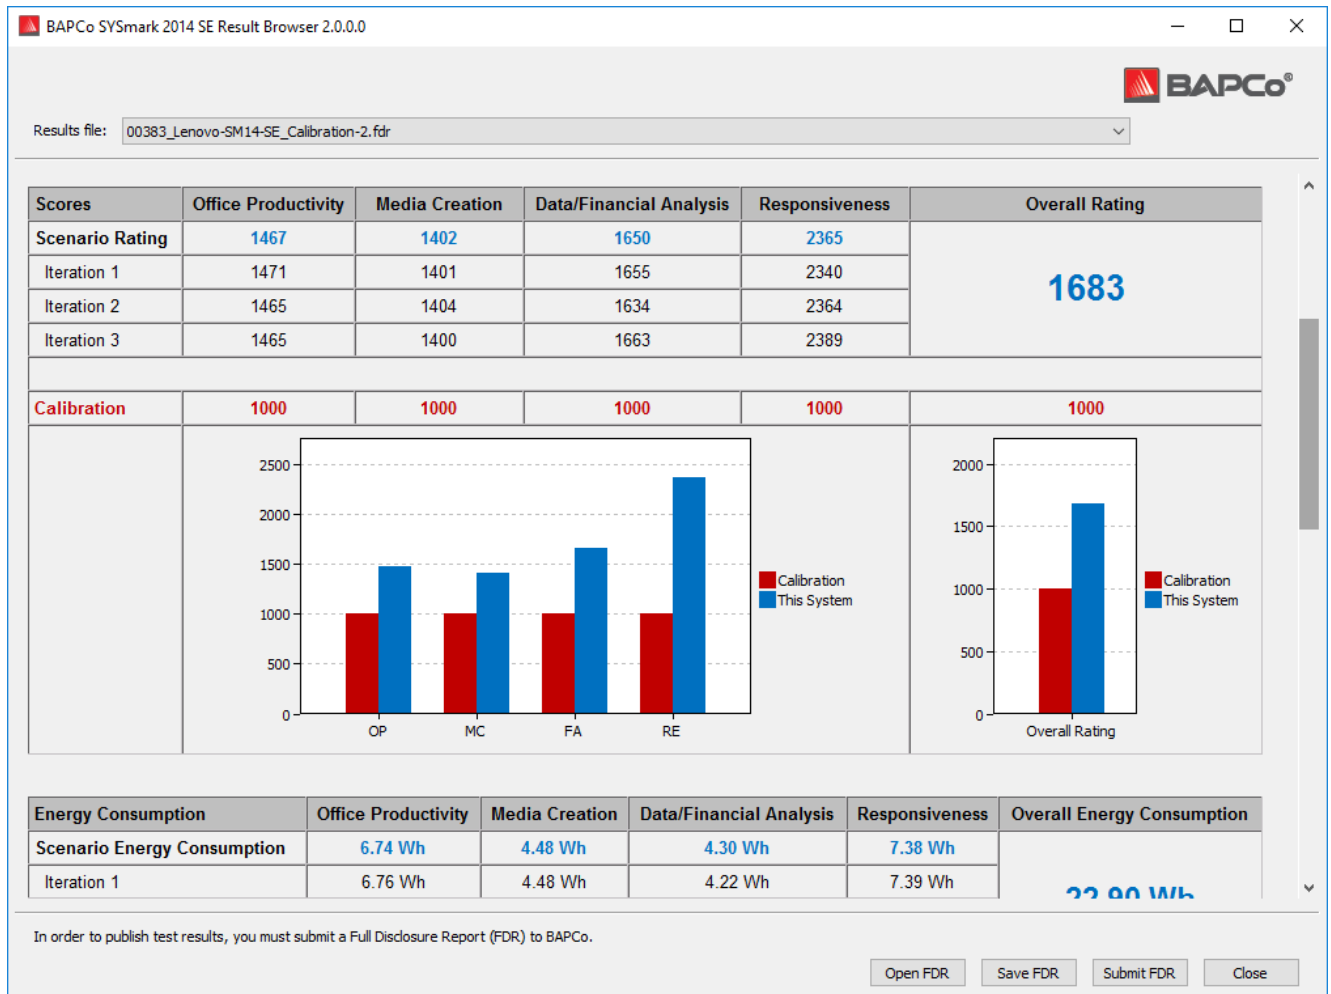 BAPCo SYSmark 2014 SE Result Browser 2.0.0.0
BAPCo®
Results file: 00383_Lenovo-SM14-SE_Calibration-2.fdr
Scores Office Productivity Media Creation Data/Financial Analysis Responsiveness Overall Rating
Scenario Rating 1467 1402 1650 2365 1683
Iteration 1 1471 1401 1655 2340
Iteration 2 1465 1404 1634 2364
Iteration 3 1465 1400 1663 2389
Calibration 1000 1000 1000 1000 1000
2500
2000
1500
1000
500
0
OP MC FA RE
Calibration
This System
2000
1500
1000
500
0
Overall Rating
Calibration
This System
Energy Consumption Office Productivity Media Creation Data/Financial Analysis Responsiveness Overall Energy Consumption
Scenario Energy Consumption 6.74 Wh 4.48 Wh 4.30 Wh 7.38 Wh
Iteration 1 6.76 Wh 4.48 Wh 4.22 Wh 7.39 Wh
22.90 Wh
In order to publish test results, you must submit a Full Disclosure Report (FDR) to BAPCo.
Open FDR Save FDR Submit FDR Close